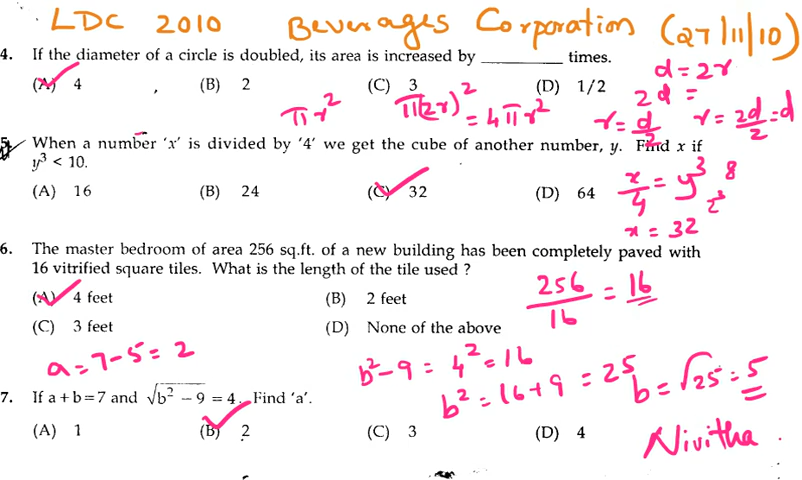 LDC 2010 Beverages Corporation (27/11/10)
4. If the diameter of a circle is doubled, its area is increased by ________ times.
(A) 4 (B) 2 (C) 3 (D) 1/2
d = 2r
2d =
πr² π(2r)² = 4πr² r = d/2 r = 2d/2 = d
5. When a number 'x' is divided by '4' we get the cube of another number, y. Find x if
y³ < 10.
(A) 16 (B) 24 (C) 32 (D) 64
x/4 = y³ 8
2³
x = 32
6. The master bedroom of area 256 sq.ft. of a new building has been completely paved with
16 vitrified square tiles. What is the length of the tile used ?
(A) 4 feet (B) 2 feet
256/16 = 16
(C) 3 feet (D) None of the above
a = 7-5 = 2
b²-9 = 4² = 16
b² = 16+9 = 25 b = √25 = 5
7. If a+b=7 and √b² − 9 = 4. Find 'a'.
(A) 1 (B) 2 (C) 3 (D) 4
Nivitha .